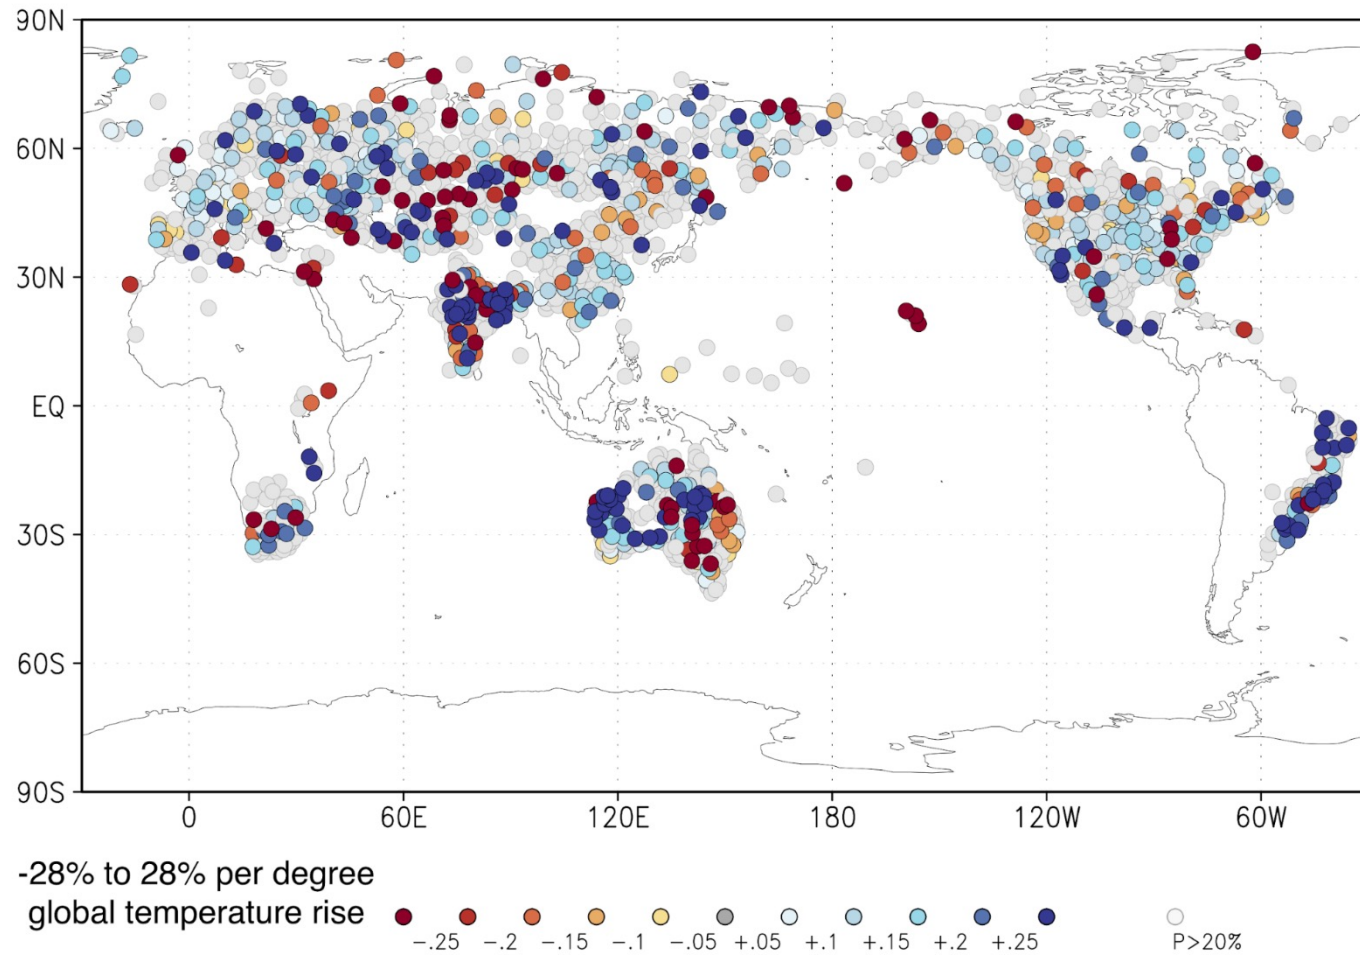 90N
60N
30N
EQ
30S
60S
90S
0 60E 120E 180 120W 60W
-28% to 28% per degree
global temperature rise
-.25 -.2 -.15 -.1 -.05 +.05 +.1 +.15 +.2 +.25 P>20%